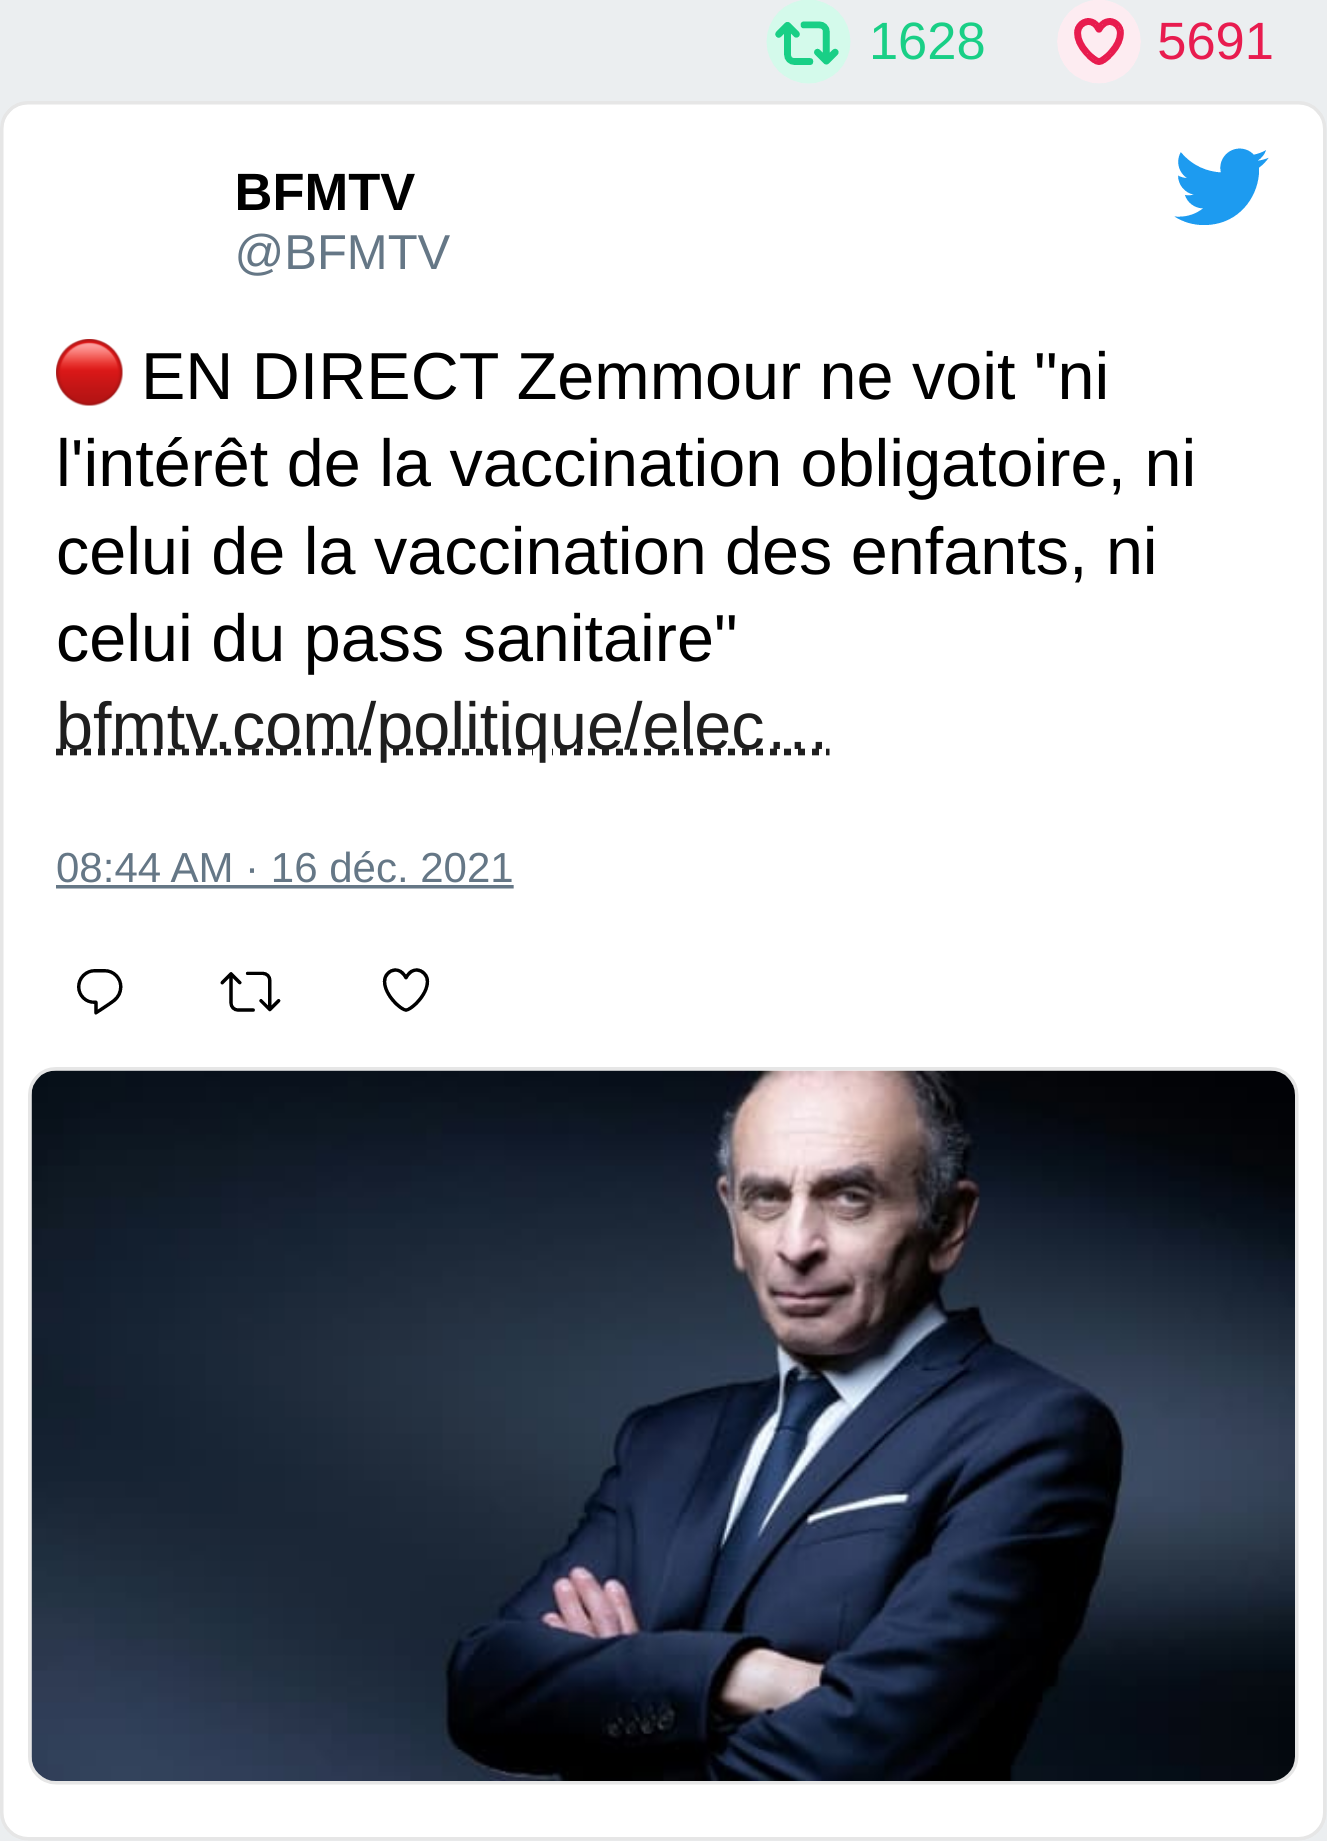 1628 5691
BFMTV
@BFMTV
🔴 EN DIRECT Zemmour ne voit "ni
l'intérêt de la vaccination obligatoire, ni
celui de la vaccination des enfants, ni
celui du pass sanitaire"
bfmtv.com/politique/elec…
08:44 AM · 16 déc. 2021